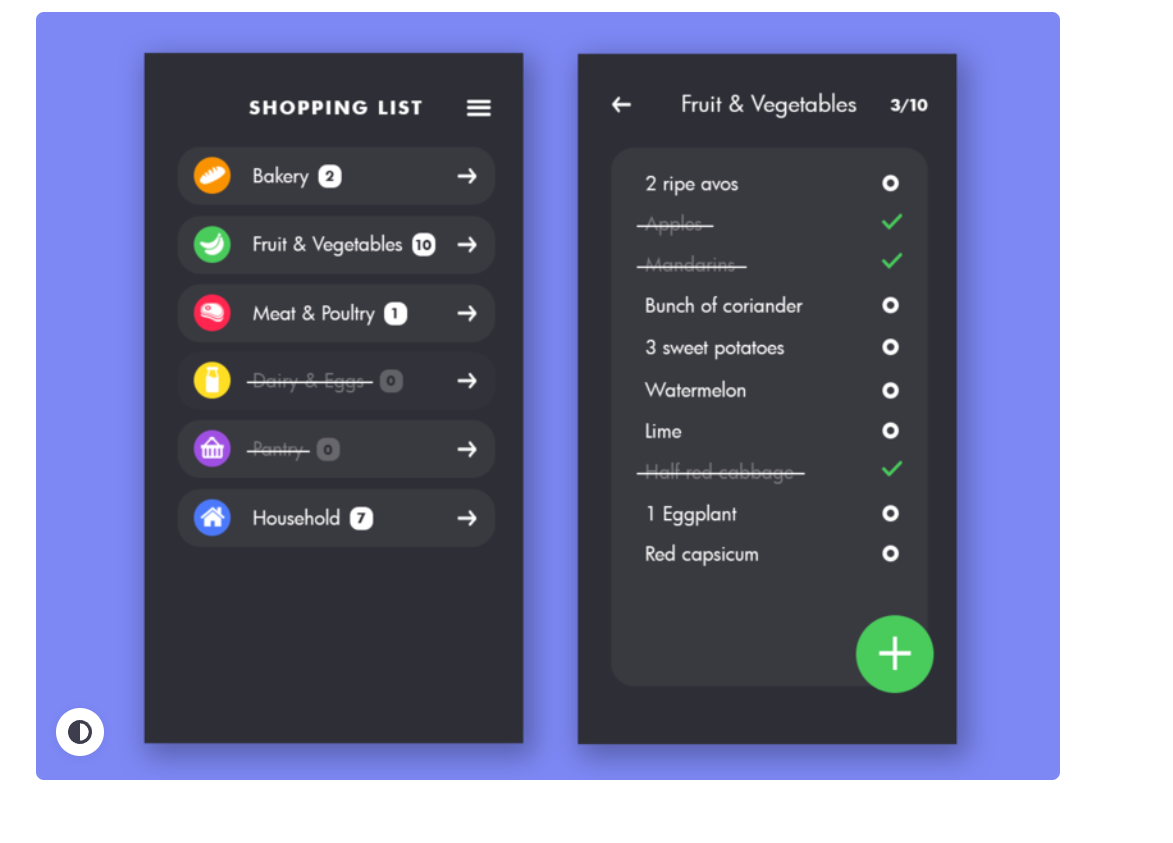 SHOPPING LIST
Bakery 2
Fruit & Vegetables 10
Meat & Poultry 1
Dairy & Eggs 0
Pantry 0
Household 7
Fruit & Vegetables 3/10
2 ripe avos
Apples
Mandarins
Bunch of coriander
3 sweet potatoes
Watermelon
Lime
Half red cabbage
1 Eggplant
Red capsicum